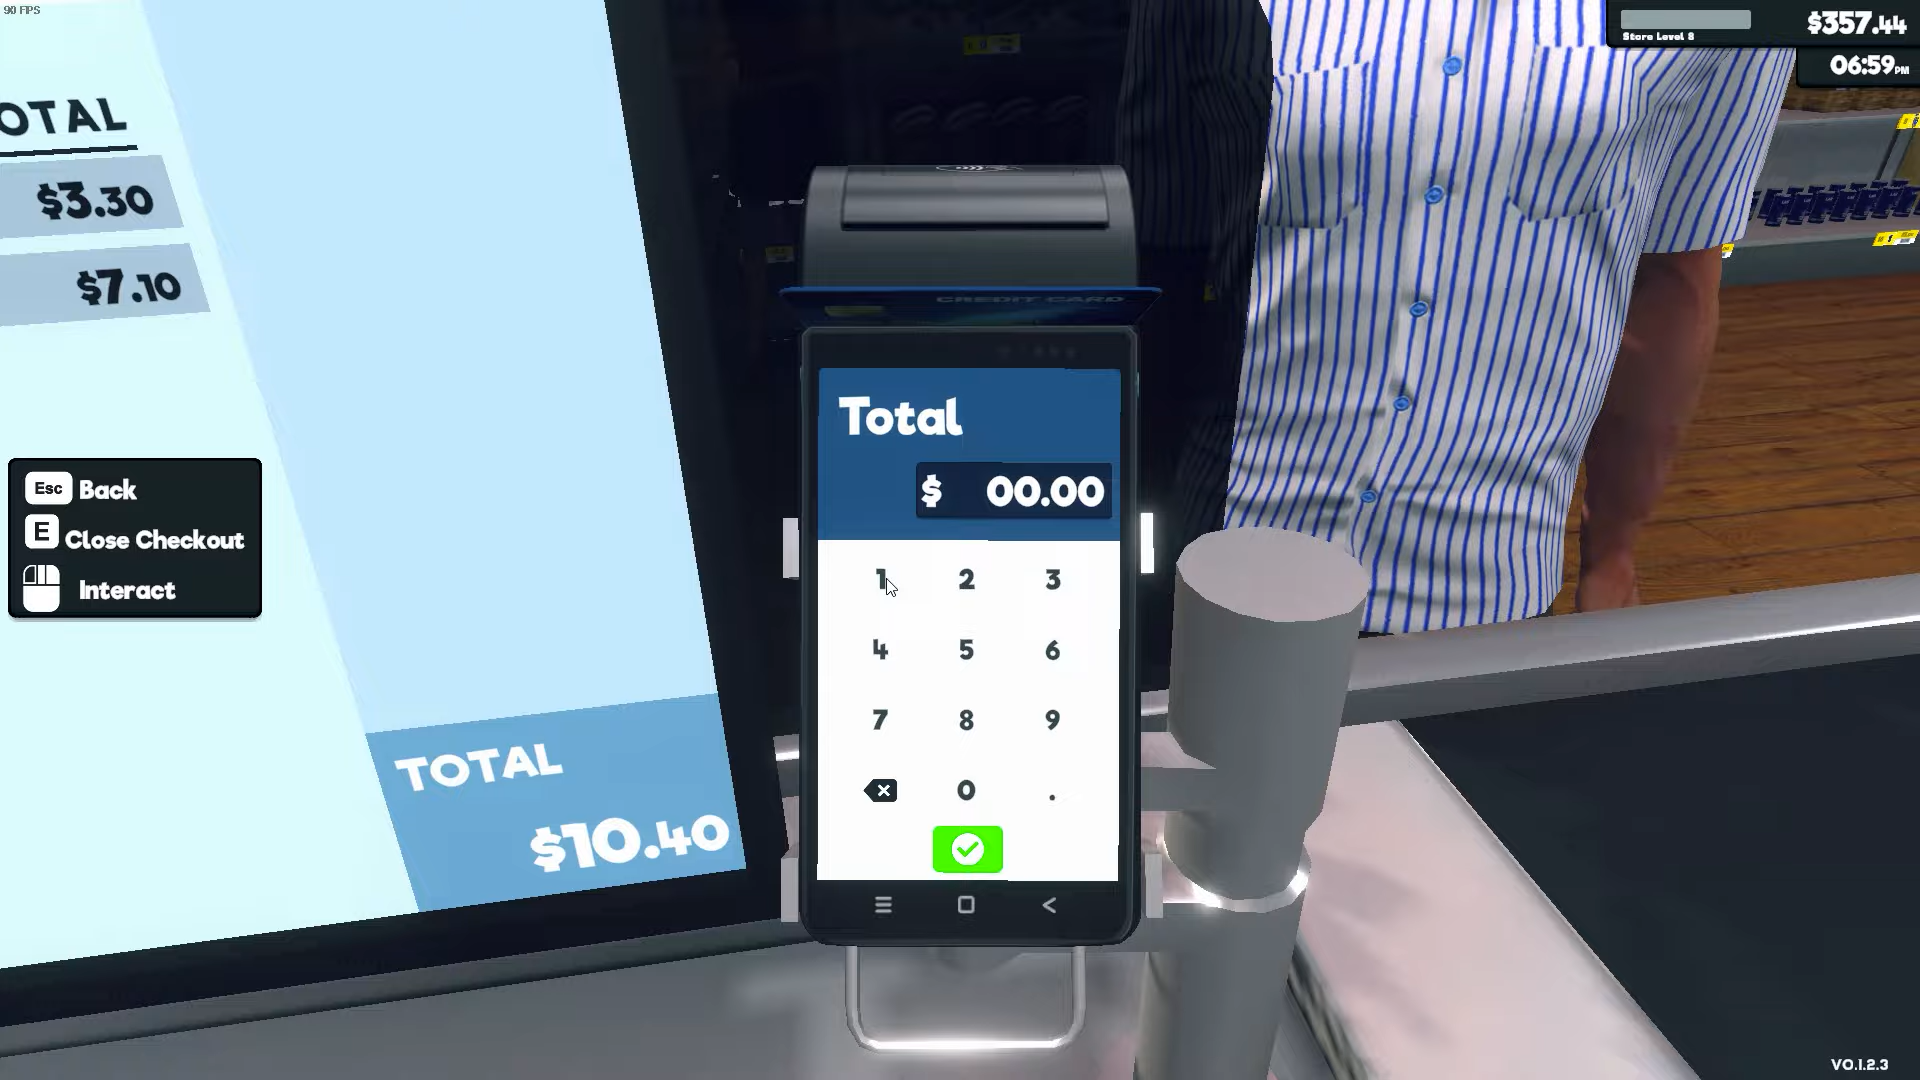 90 FPS
$357.44
Store Level 8
06:59PM
OTAL
$3.30
$7.10
CREDIT CARD
Total
$ 00.00
Esc Back
E Close Checkout
Interact
1 2 3
4 5 6
7 8 9
0 .
TOTAL
$10.40
V0.1.2.3